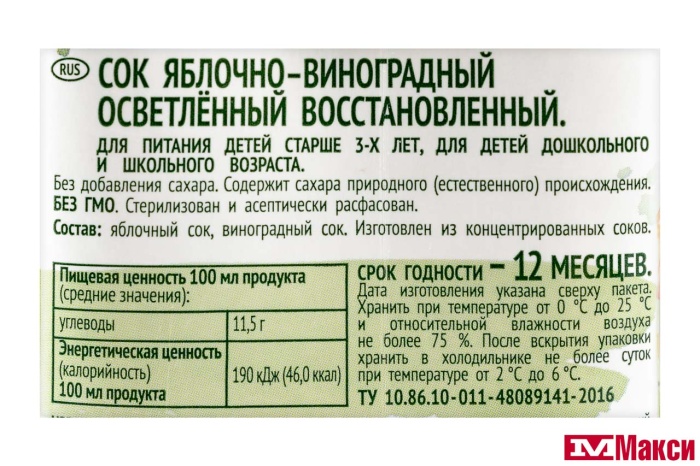 RUS
СОК ЯБЛОЧНО-ВИНОГРАДНЫЙ
ОСВЕТЛЁННЫЙ ВОССТАНОВЛЕННЫЙ.
ДЛЯ ПИТАНИЯ ДЕТЕЙ СТАРШЕ 3-Х ЛЕТ, ДЛЯ ДЕТЕЙ ДОШКОЛЬНОГО
И ШКОЛЬНОГО ВОЗРАСТА.
Без добавления сахара. Содержит сахара природного (естественного) происхождения.
БЕЗ ГМО. Стерилизован и асептически расфасован.
Состав: яблочный сок, виноградный сок. Изготовлен из концентрированных соков.
Пищевая ценность 100 мл продукта
(средние значения):
углеводы 11,5 г
Энергетическая ценность
(калорийность)
100 мл продукта
190 кДж (46,0 ккал)
СРОК ГОДНОСТИ – 12 МЕСЯЦЕВ.
Дата изготовления указана сверху пакета.
Хранить при температуре от 0 °С до 25 °С
и относительной влажности воздуха
не более 75 %. После вскрытия упаковки
хранить в холодильнике не более суток
при температуре от 2 °С до 6 °С.
ТУ 10.86.10-011-48089141-2016
М Макси